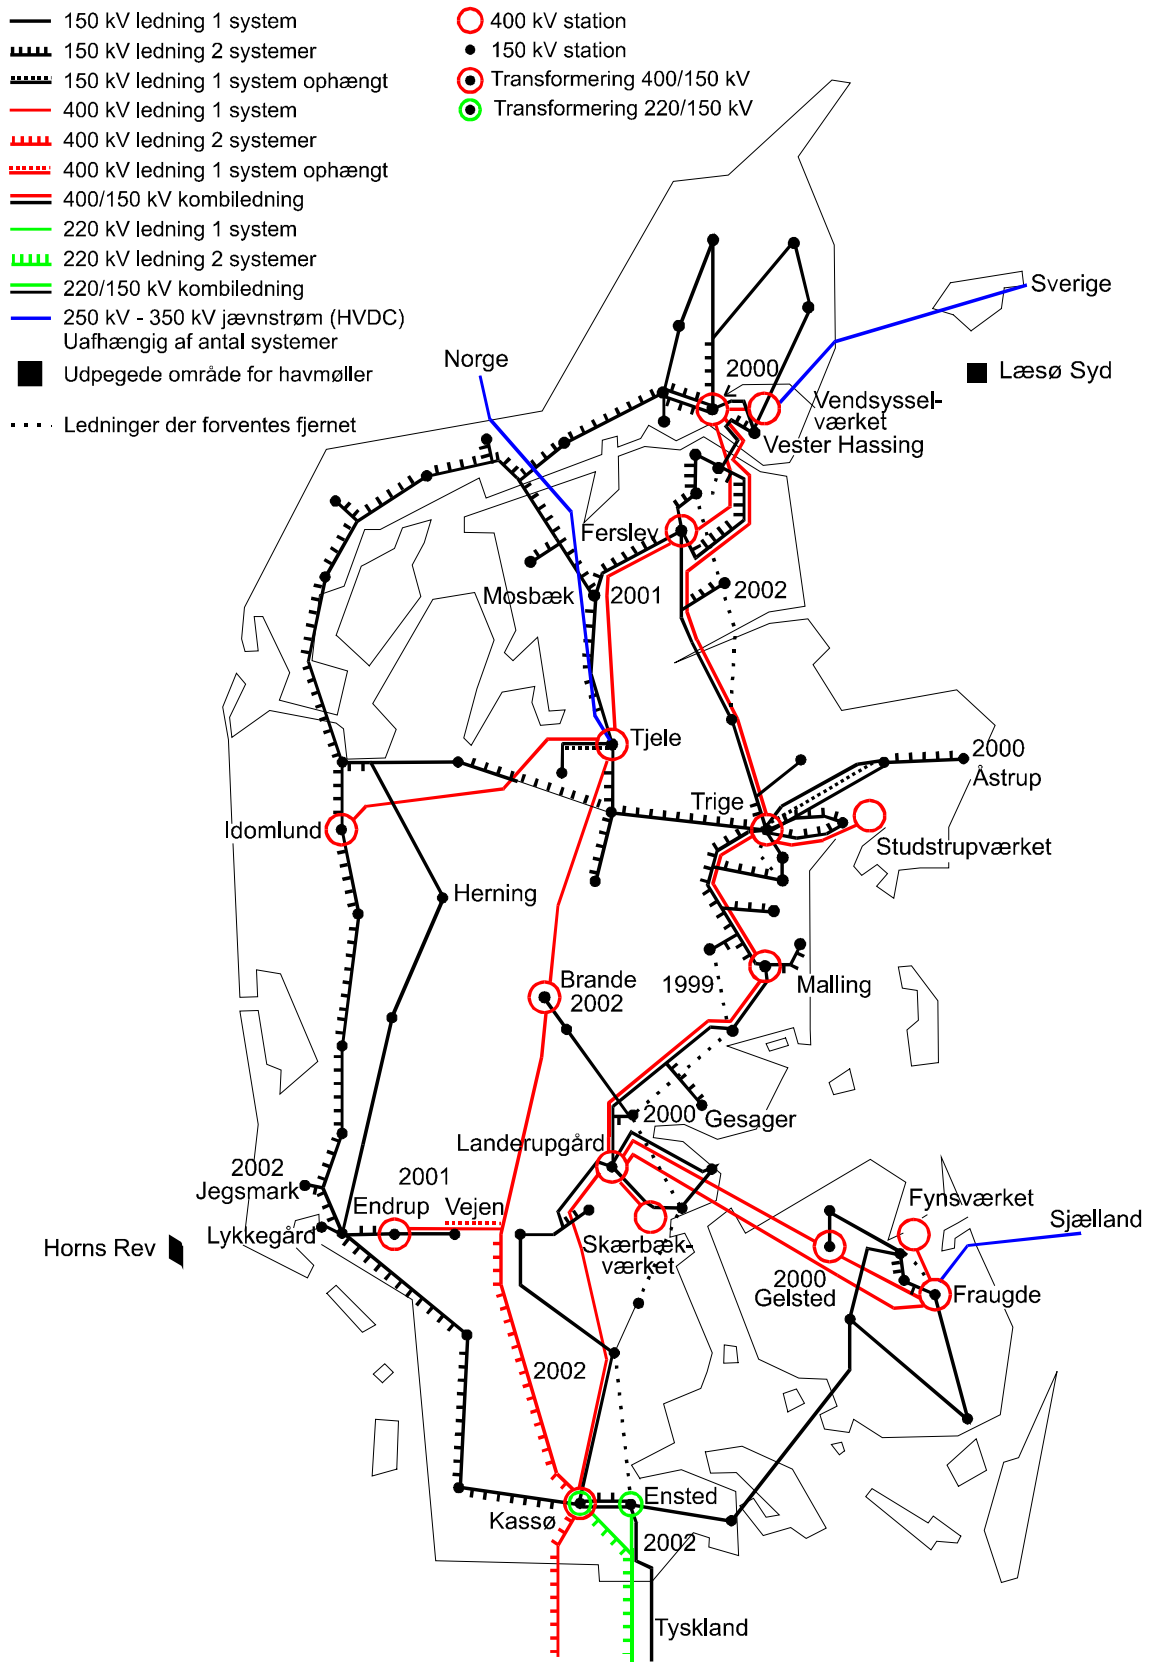 150 kV ledning 1 system
150 kV ledning 2 systemer
150 kV ledning 1 system ophængt
400 kV ledning 1 system
400 kV ledning 2 systemer
400 kV ledning 1 system ophængt
400/150 kV kombiledning
220 kV ledning 1 system
220 kV ledning 2 systemer
220/150 kV kombiledning
250 kV - 350 kV jævnstrøm (HVDC)
Uafhængig af antal systemer
Udpegede område for havmøller
Ledninger der forventes fjernet
400 kV station
150 kV station
Transformering 400/150 kV
Transformering 220/150 kV
Sverige
Norge
2000
Læsø Syd
Vendsyssel-
værket
Vester Hassing
Ferslev
Mosbæk
2001
2002
Tjele
2000
Åstrup
Trige
Idomlund
Studstrupværket
Herning
Brande
2002
1999
Malling
2000
Gesager
Landerupgård
2002
Jegsmark
2001
Endrup
Vejen
Fynsværket
Sjælland
Lykkegård
Horns Rev
Skærbæk-
værket
2000
Gelsted
Fraugde
2002
Ensted
Kassø
2002
Tyskland